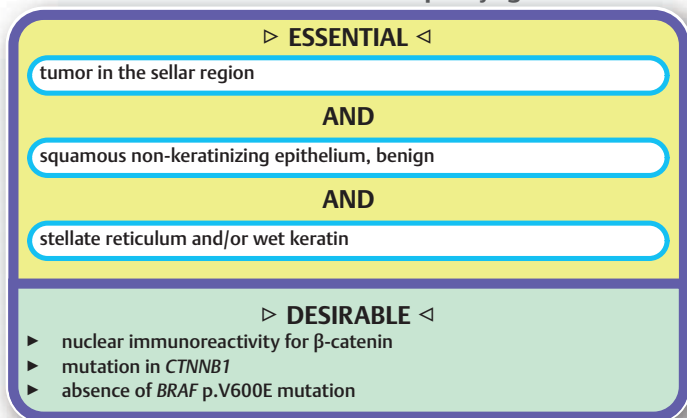 ▷ ESSENTIAL ◁
tumor in the sellar region
AND
squamous non-keratinizing epithelium, benign
AND
stellate reticulum and/or wet keratin
▷ DESIRABLE ◁
► nuclear immunoreactivity for β-catenin
► mutation in CTNNB1
► absence of BRAF p.V600E mutation